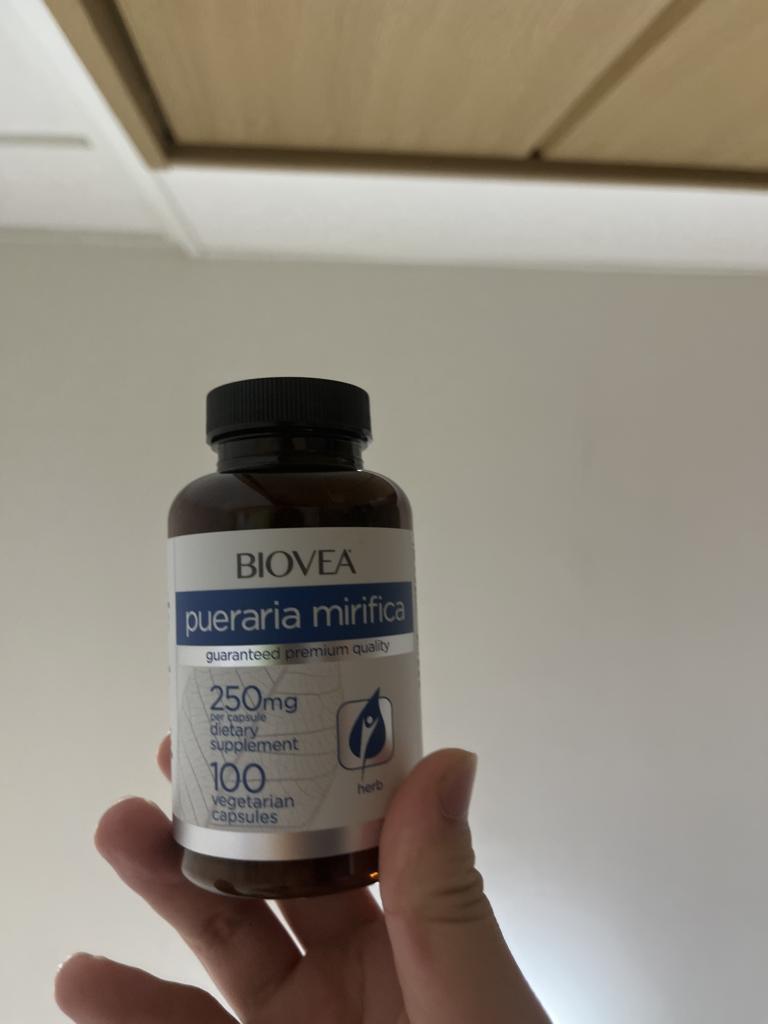 BIOVEA
pueraria mirifica
guaranteed premium quality
250mg
per capsule
dietary
supplement
100
vegetarian
capsules
herb